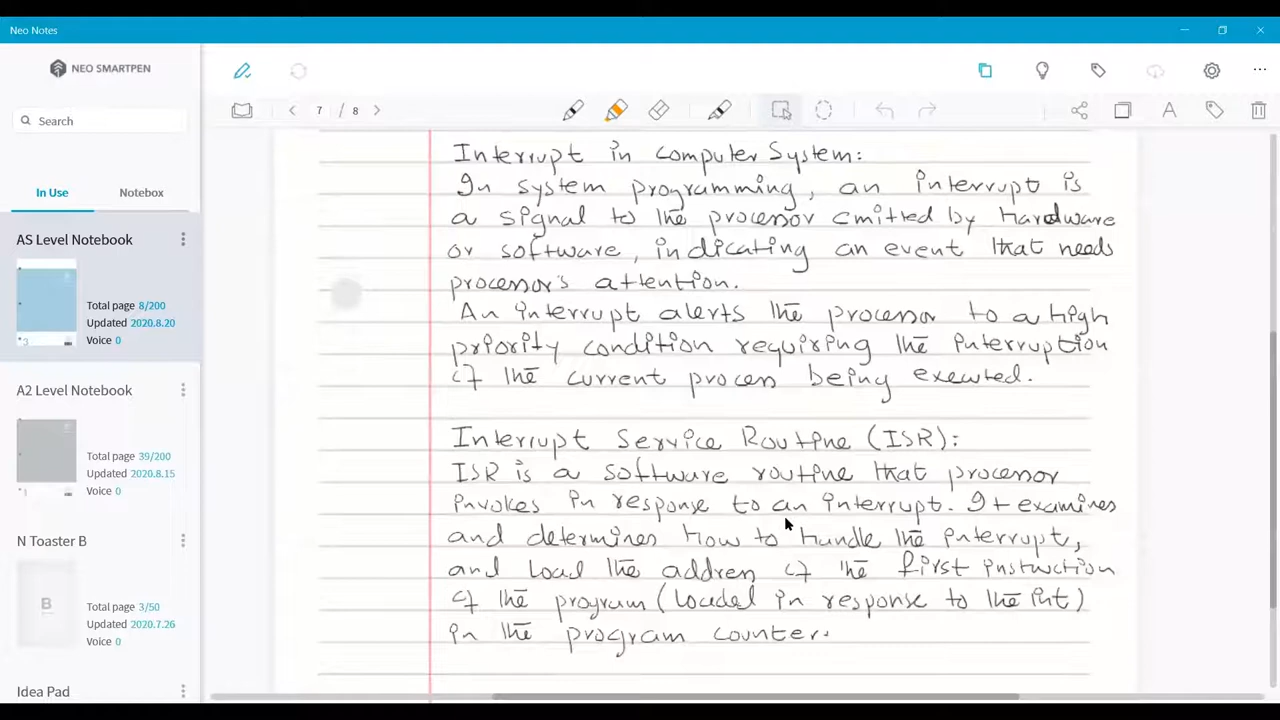 Neo Notes
NEO SMARTPEN
Search
In Use
Notebox
AS Level Notebook
Total page 8/200
Updated 2020.8.20
Voice 0
A2 Level Notebook
Total page 39/200
Updated 2020.8.15
Voice 0
N Toaster B
B
Total page 3/50
Updated 2020.7.26
Voice 0
Idea Pad
7 / 8
Interrupt in Computer System:
In system programming, an interrupt is
a signal to the processor emitted by Hardware
or software, indicating an event that needs
processor's attention.
An interrupt alerts the processor to a high
priority condition requiring the interruption
of the current process being executed.
Interrupt Service Routine (ISR):
ISR is a software routine that processor
invokes in response to an interrupt. It examines
and determines How to handle the interrupt,
and load the address of the first instruction
of the program (loaded in response to the int)
in the program counter.